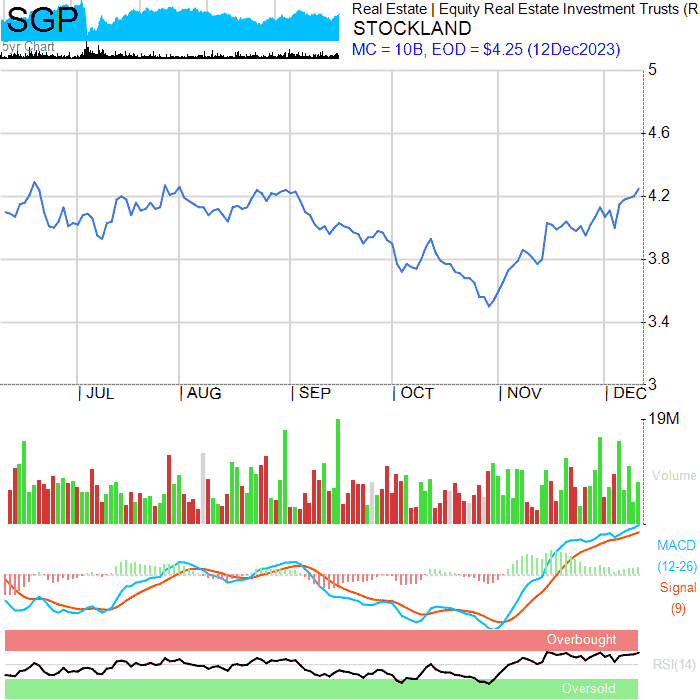 SGP
5yr Chart
Real Estate | Equity Real Estate Investment Trusts (R
STOCKLAND
MC = 10B, EOD = $4.25 (12Dec2023)
5
4.6
4.2
3.8
3.4
3
JUL
AUG
SEP
OCT
NOV
DEC
19M
Volume
MACD
(12-26)
Signal
(9)
Overbought
RSI(14)
Oversold